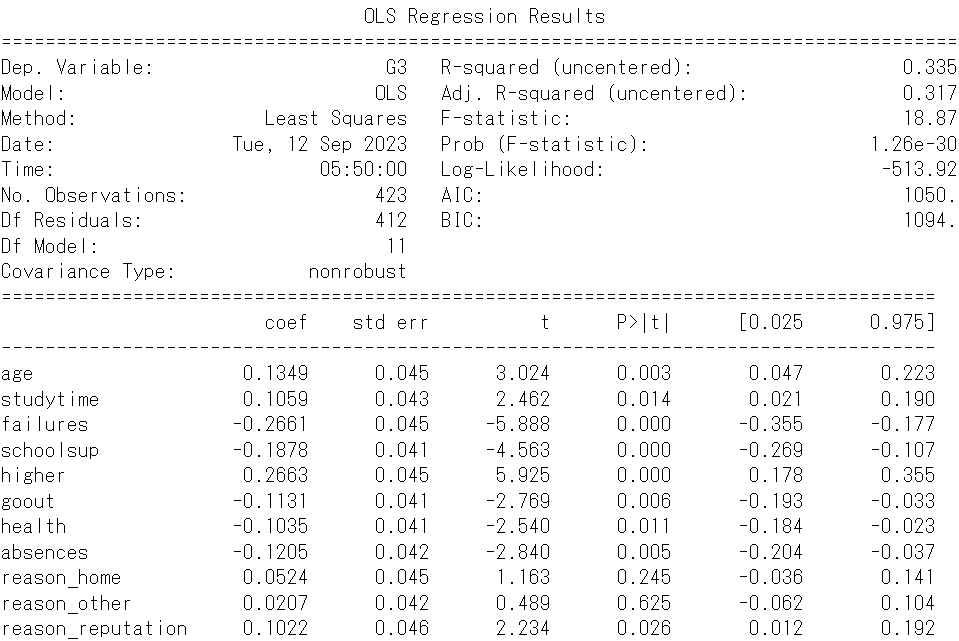 OLS Regression Results
==============================================================================
Dep. Variable: G3 R-squared (uncentered): 0.335
Model: OLS Adj. R-squared (uncentered): 0.317
Method: Least Squares F-statistic: 18.87
Date: Tue, 12 Sep 2023 Prob (F-statistic): 1.26e-30
Time: 05:50:00 Log-Likelihood: -513.92
No. Observations: 423 AIC: 1050.
Df Residuals: 412 BIC: 1094.
Df Model: 11
Covariance Type: nonrobust
==============================================================================
coef std err t P>|t| [0.025 0.975]
------------------------------------------------------------------------------
age 0.1349 0.045 3.024 0.003 0.047 0.223
studytime 0.1059 0.043 2.462 0.014 0.021 0.190
failures -0.2661 0.045 -5.888 0.000 -0.355 -0.177
schoolsup -0.1878 0.041 -4.563 0.000 -0.269 -0.107
higher 0.2663 0.045 5.925 0.000 0.178 0.355
goout -0.1131 0.041 -2.769 0.006 -0.193 -0.033
health -0.1035 0.041 -2.540 0.011 -0.184 -0.023
absences -0.1205 0.042 -2.840 0.005 -0.204 -0.037
reason_home 0.0524 0.045 1.163 0.245 -0.036 0.141
reason_other 0.0207 0.042 0.489 0.625 -0.062 0.104
reason_reputation 0.1022 0.046 2.234 0.026 0.012 0.192